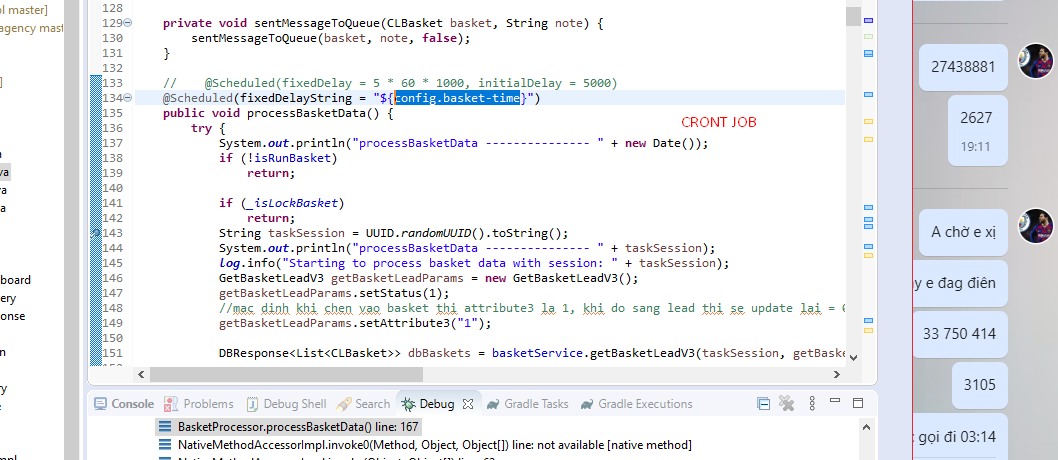 ol master]
agency mast
128
129 private void sentMessageToQueue(CLBasket basket, String note) {
130 sentMessageToQueue(basket, note, false);
131 }
132
133 // @Scheduled(fixedDelay = 5 * 60 * 1000, initialDelay = 5000)
134 @Scheduled(fixedDelayString = "${config.basket-time}")
135 public void processBasketData() {
CRONT JOB
136 try {
137 System.out.println("processBasketData --------------- " + new Date());
138 if (!isRunBasket)
139 return;
140
141 if (_isLockBasket)
142 return;
143 String taskSession = UUID.randomUUID().toString();
144 System.out.println("processBasketData --------------- " + taskSession);
145 log.info("Starting to process basket data with session: " + taskSession);
146 GetBasketLeadV3 getBasketLeadParams = new GetBasketLeadV3();
147 getBasketLeadParams.setStatus(1);
148 //mac dinh khi chen vao basket thi attribute3 la 1, khi do sang lead thi se update lai = 0
149 getBasketLeadParams.setAttribute3("1");
150
151 DBResponse<List<CLBasket>> dbBaskets = basketService.getBasketLeadV3(taskSession, getBaske
va
va
a
board
ery
onse
n
ry
Console
Problems
Debug Shell
Search
Debug
Gradle Tasks
Gradle Executions
BasketProcessor.processBasketData() line: 167
NativeMethodAccessorImpl.invoke0(Method, Object, Object[]) line: not available [native method]
27438881
2627
19:11
A chờ e xị
y e đag điên
33 750 414
3105
gọi đi 03:14